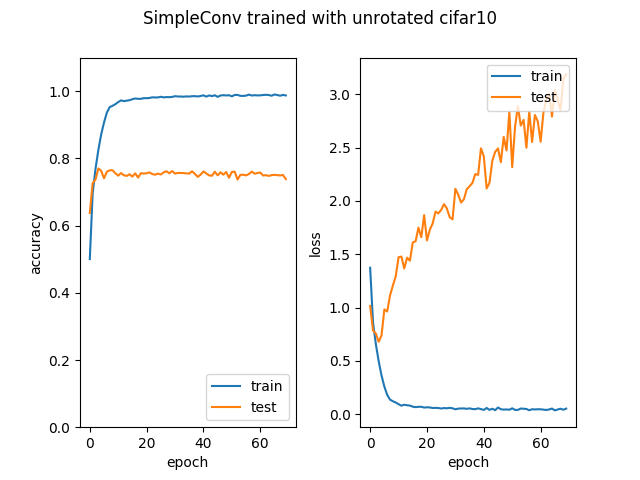 SimpleConv trained with unrotated cifar10
accuracy
1.0
0.8
0.6
0.4
0.2
0.0
0 20 40 60
epoch
train
test
loss
3.0
2.5
2.0
1.5
1.0
0.5
0.0
0 20 40 60
epoch
train
test